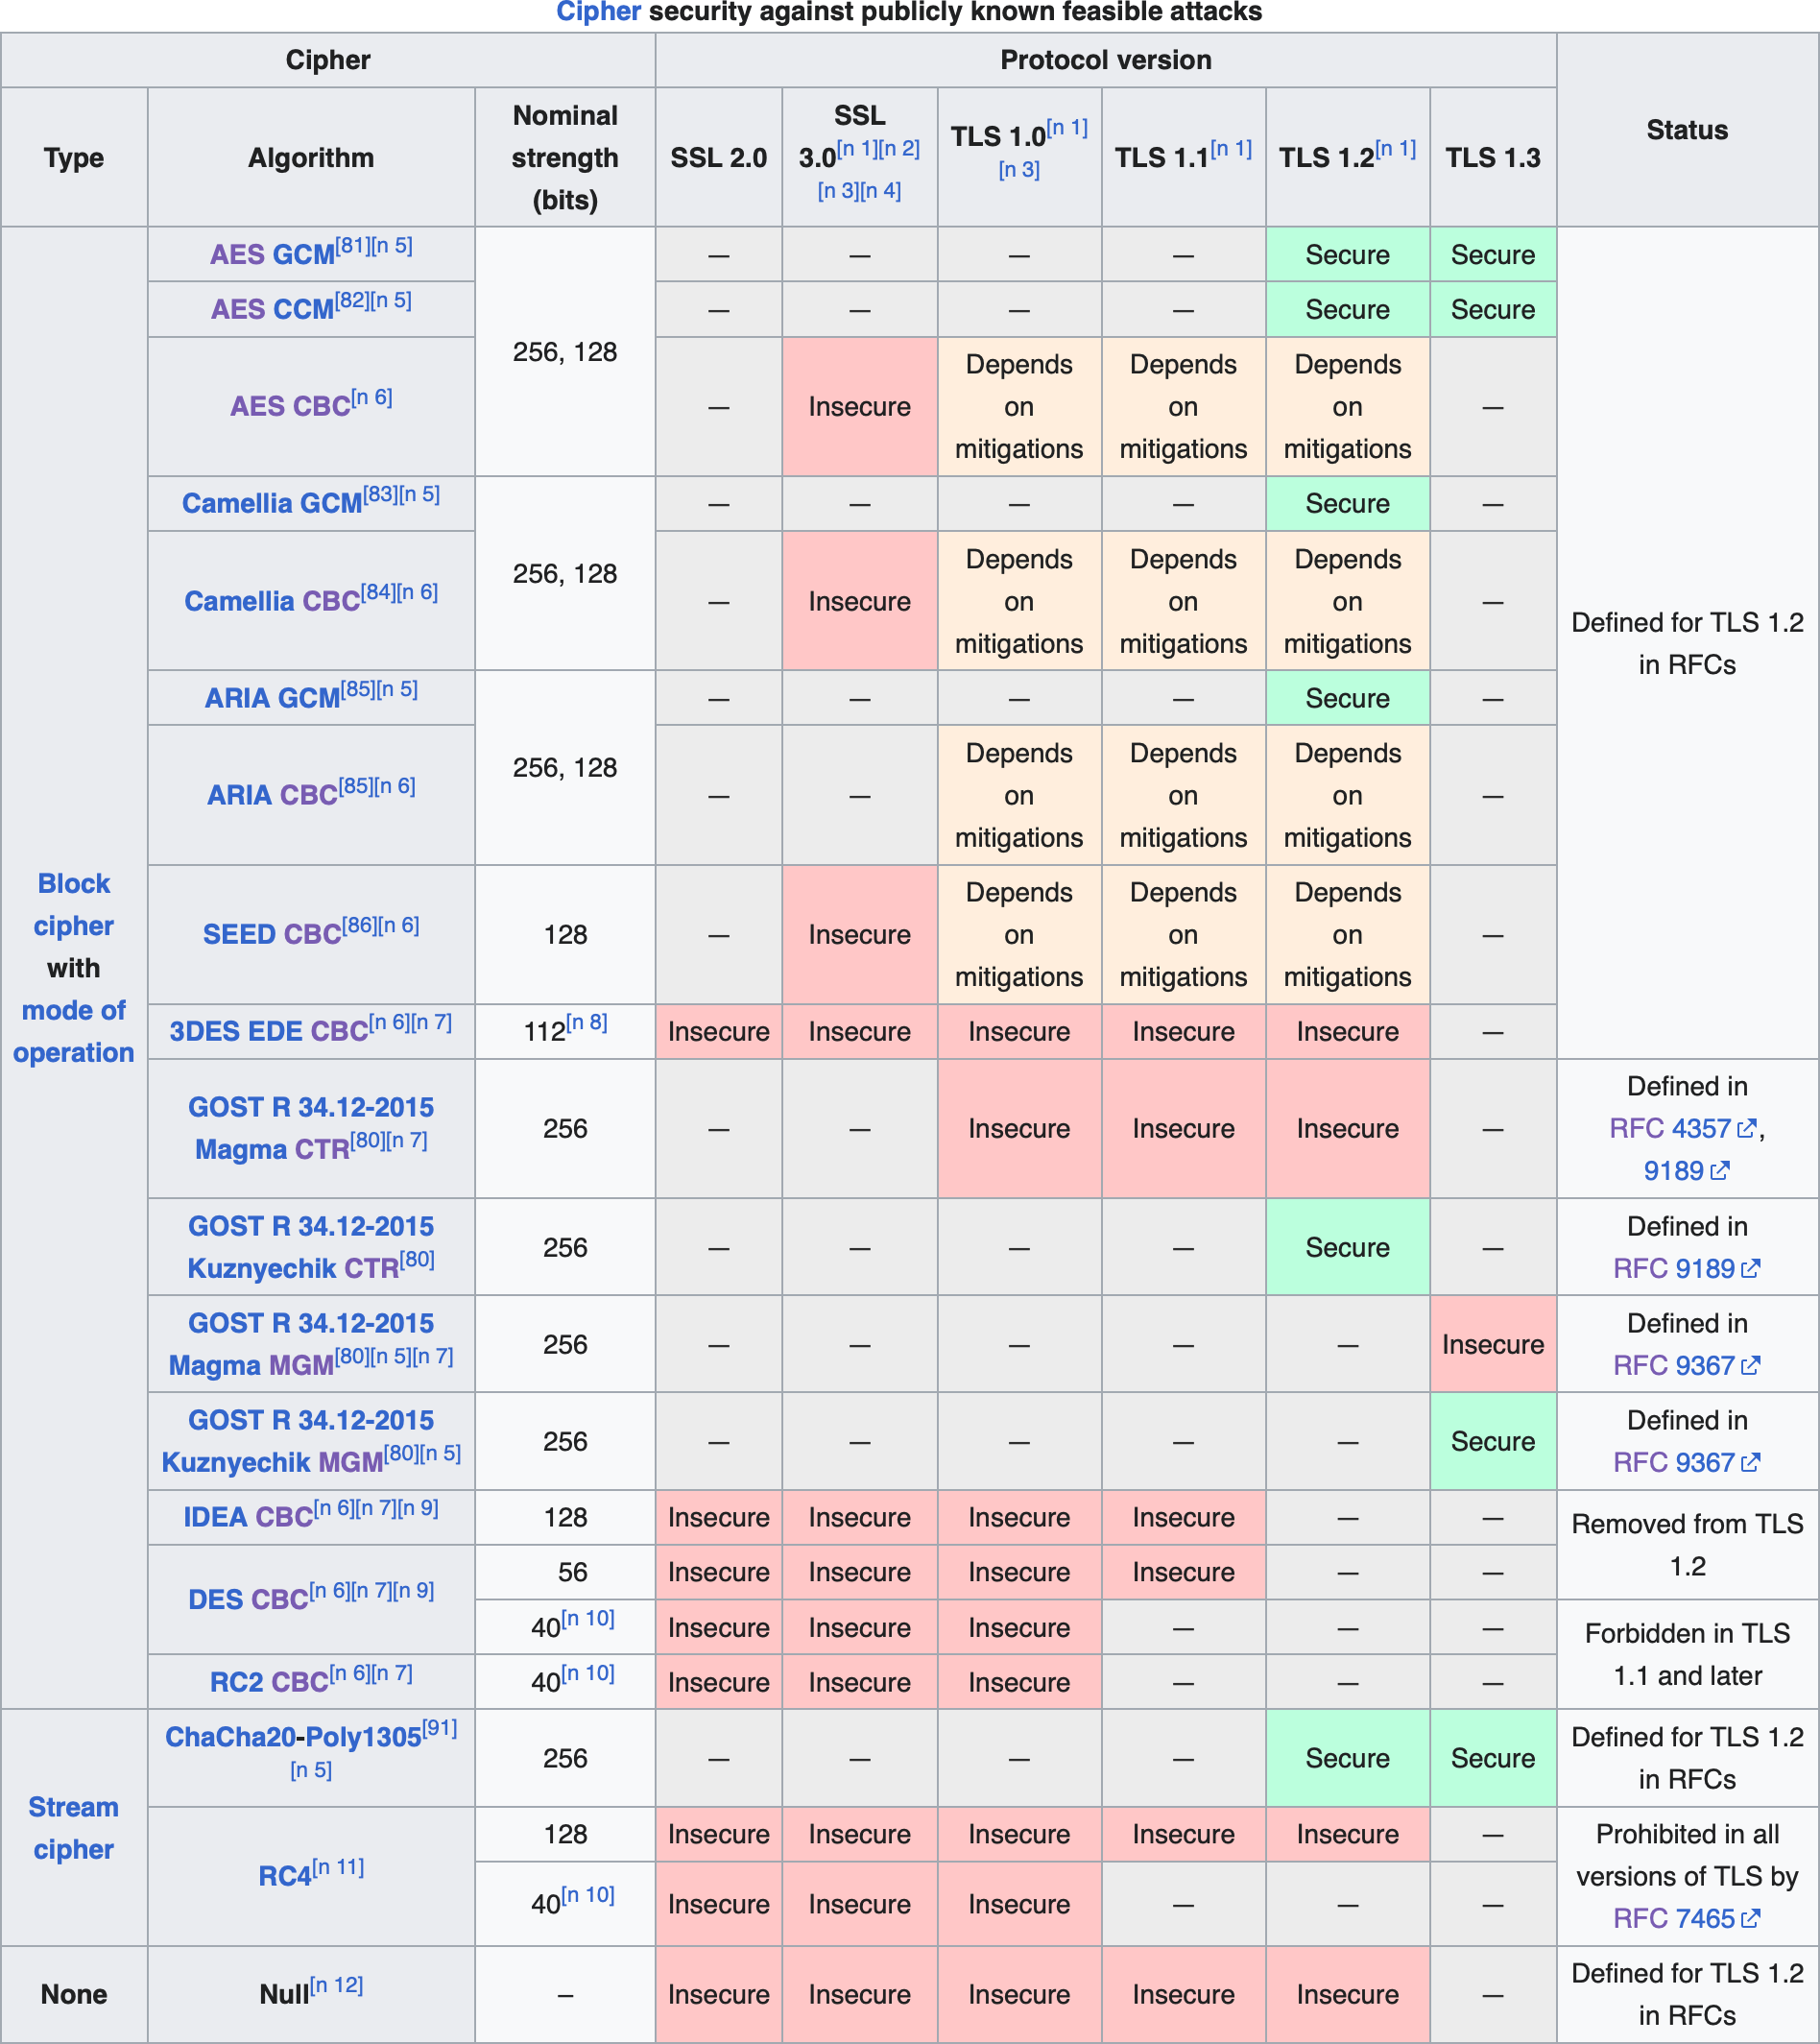 Cipher security against publicly known feasible attacks
Cipher Protocol version Status
Type Algorithm Nominal strength (bits) SSL 2.0 SSL 3.0[n 1][n 2][n 3][n 4] TLS 1.0[n 1][n 3] TLS 1.1[n 1] TLS 1.2[n 1] TLS 1.3
Block cipher with mode of operation
AES GCM[81][n 5] 256, 128 — — — — Secure Secure Defined for TLS 1.2 in RFCs
AES CCM[82][n 5] — — — — Secure Secure
AES CBC[n 6] — Insecure Depends on mitigations Depends on mitigations Depends on mitigations —
Camellia GCM[83][n 5] 256, 128 — — — — Secure —
Camellia CBC[84][n 6] — Insecure Depends on mitigations Depends on mitigations Depends on mitigations —
ARIA GCM[85][n 5] 256, 128 — — — — Secure —
ARIA CBC[85][n 6] — — Depends on mitigations Depends on mitigations Depends on mitigations —
SEED CBC[86][n 6] 128 — Insecure Depends on mitigations Depends on mitigations Depends on mitigations —
3DES EDE CBC[n 6][n 7] 112[n 8] Insecure Insecure Insecure Insecure Insecure —
GOST R 34.12-2015 Magma CTR[80][n 7] 256 — — Insecure Insecure Insecure — Defined in RFC 4357, 9189
GOST R 34.12-2015 Kuznyechik CTR[80] 256 — — — — Secure — Defined in RFC 9189
GOST R 34.12-2015 Magma MGM[80][n 5][n 7] 256 — — — — — Insecure Defined in RFC 9367
GOST R 34.12-2015 Kuznyechik MGM[80][n 5] 256 — — — — — Secure Defined in RFC 9367
IDEA CBC[n 6][n 7][n 9] 128 Insecure Insecure Insecure Insecure — — Removed from TLS 1.2
DES CBC[n 6][n 7][n 9] 56 Insecure Insecure Insecure Insecure — —
40[n 10] Insecure Insecure Insecure — — — Forbidden in TLS 1.1 and later
RC2 CBC[n 6][n 7] 40[n 10] Insecure Insecure Insecure — — —
Stream cipher
ChaCha20-Poly1305[91][n 5] 256 — — — — Secure Secure Defined for TLS 1.2 in RFCs
RC4[n 11] 128 Insecure Insecure Insecure Insecure Insecure — Prohibited in all versions of TLS by RFC 7465
40[n 10] Insecure Insecure Insecure — — —
None Null[n 12] – Insecure Insecure Insecure Insecure Insecure — Defined for TLS 1.2 in RFCs